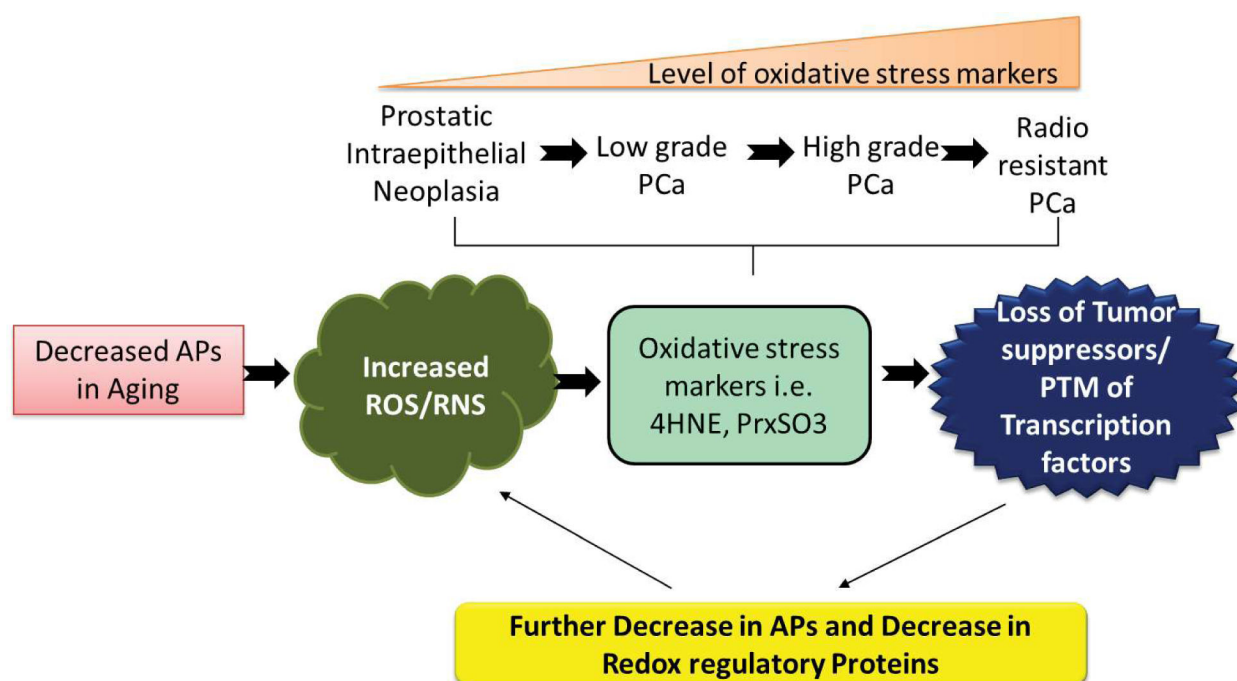 Level of oxidative stress markers
Prostatic
Intraepithelial
Neoplasia
Low grade
PCa
High grade
PCa
Radio
resistant
PCa
Decreased APs
in Aging
Increased
ROS/RNS
Oxidative stress
markers i.e.
4HNE, PrxSO3
Loss of Tumor
suppressors/
PTM of
Transcription
factors
Further Decrease in APs and Decrease in
Redox regulatory Proteins